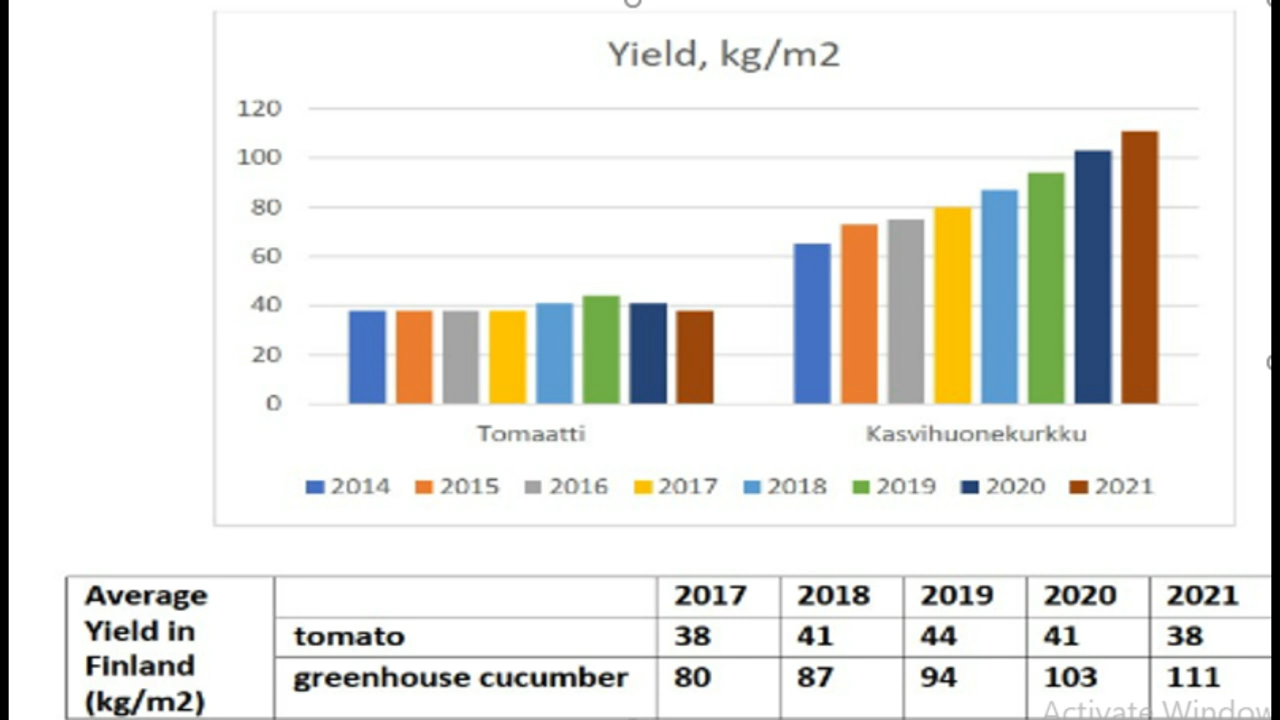 Yield, kg/m2
120
100
80
60
40
20
0
Tomaatti Kasvihuonekurkku
2014 2015 2016 2017 2018 2019 2020 2021
Average Yield in Finland (kg/m2) 2017 2018 2019 2020 2021
tomato 38 41 44 41 38
greenhouse cucumber 80 87 94 103 111
Activate Window